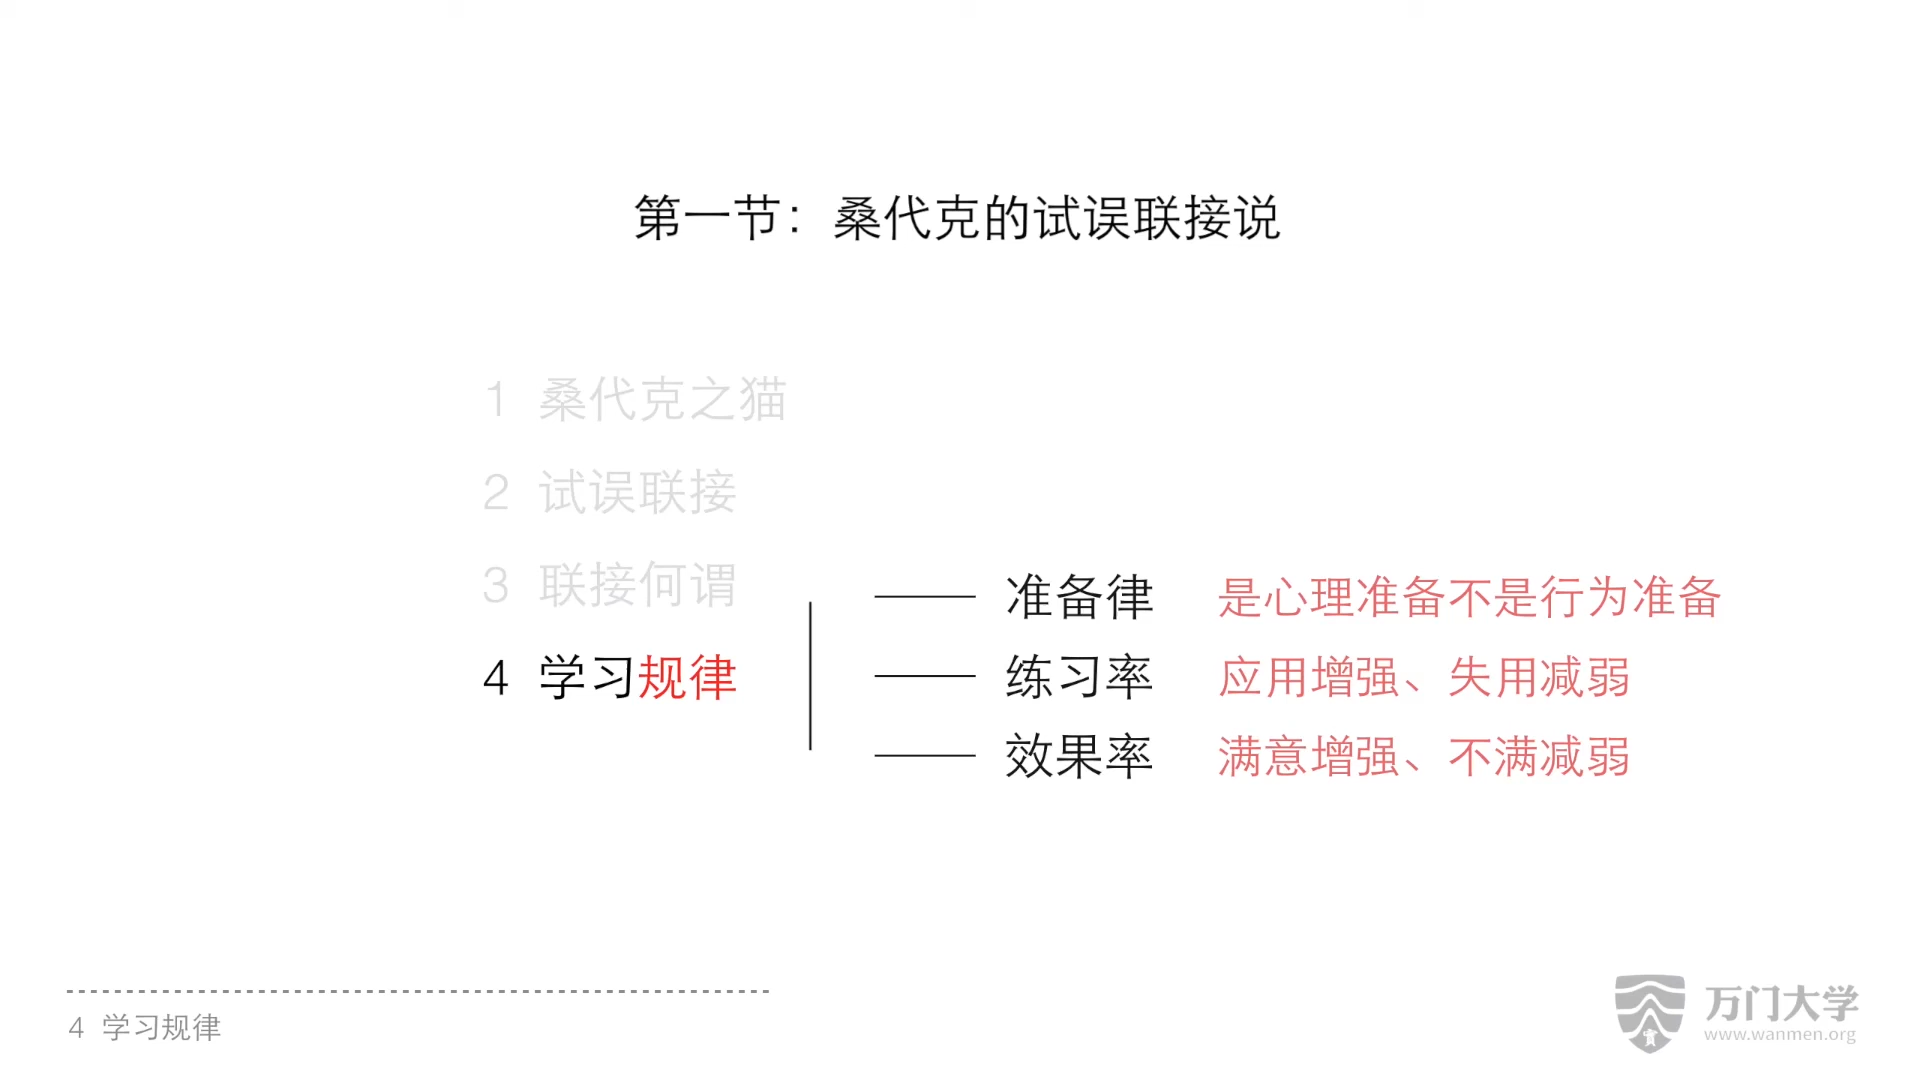 第一节：桑代克的试误联接说
1 桑代克之猫
2 试误联接
3 联接何谓
4 学习规律
准备律 是心理准备不是行为准备
练习率 应用增强、失用减弱
效果率 满意增强、不满减弱
4 学习规律
万门大学
www.wanmen.org